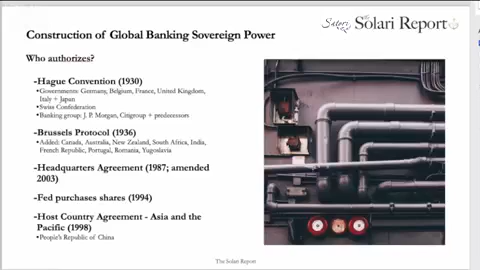 Construction of Global Banking Sovereign Power
Solari
the
Solari Report
Who authorizes?
-Hague Convention (1930)
•Governments: Germany, Belgium, France, United Kingdom,
Italy + Japan
•Swiss Confederation
•Banking group: J. P. Morgan, Citigroup + predecessors
-Brussels Protocol (1936)
•Added: Canada, Australia, New Zealand, South Africa, India,
French Republic, Portugal, Romania, Yugoslavia
-Headquarters Agreement (1987; amended
2003)
-Fed purchases shares (1994)
-Host Country Agreement - Asia and the
Pacific (1998)
•People's Republic of China
The Solari Report